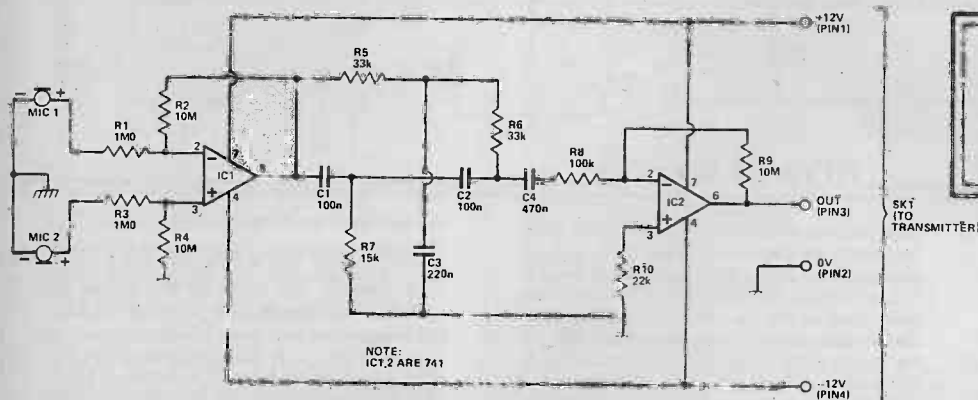 +12V
(PIN1)
R5
33k
R2
10M
MIC 1
R1
1M0
R6
33k
R8
100k
R9
10M
2
7
6
IC1
3
4
C1
100n
C2
100n
C4
470n
2
7
6
IC2
3
4
OUT
(PIN3)
SKT
(TO
TRANSMITTER)
R3
1M0
MIC 2
R4
10M
R7
15k
C3
220n
R10
22k
0V
(PIN2)
NOTE:
IC1,2 ARE 741
-12V
(PIN4)
- +
- +
-
+
-
+